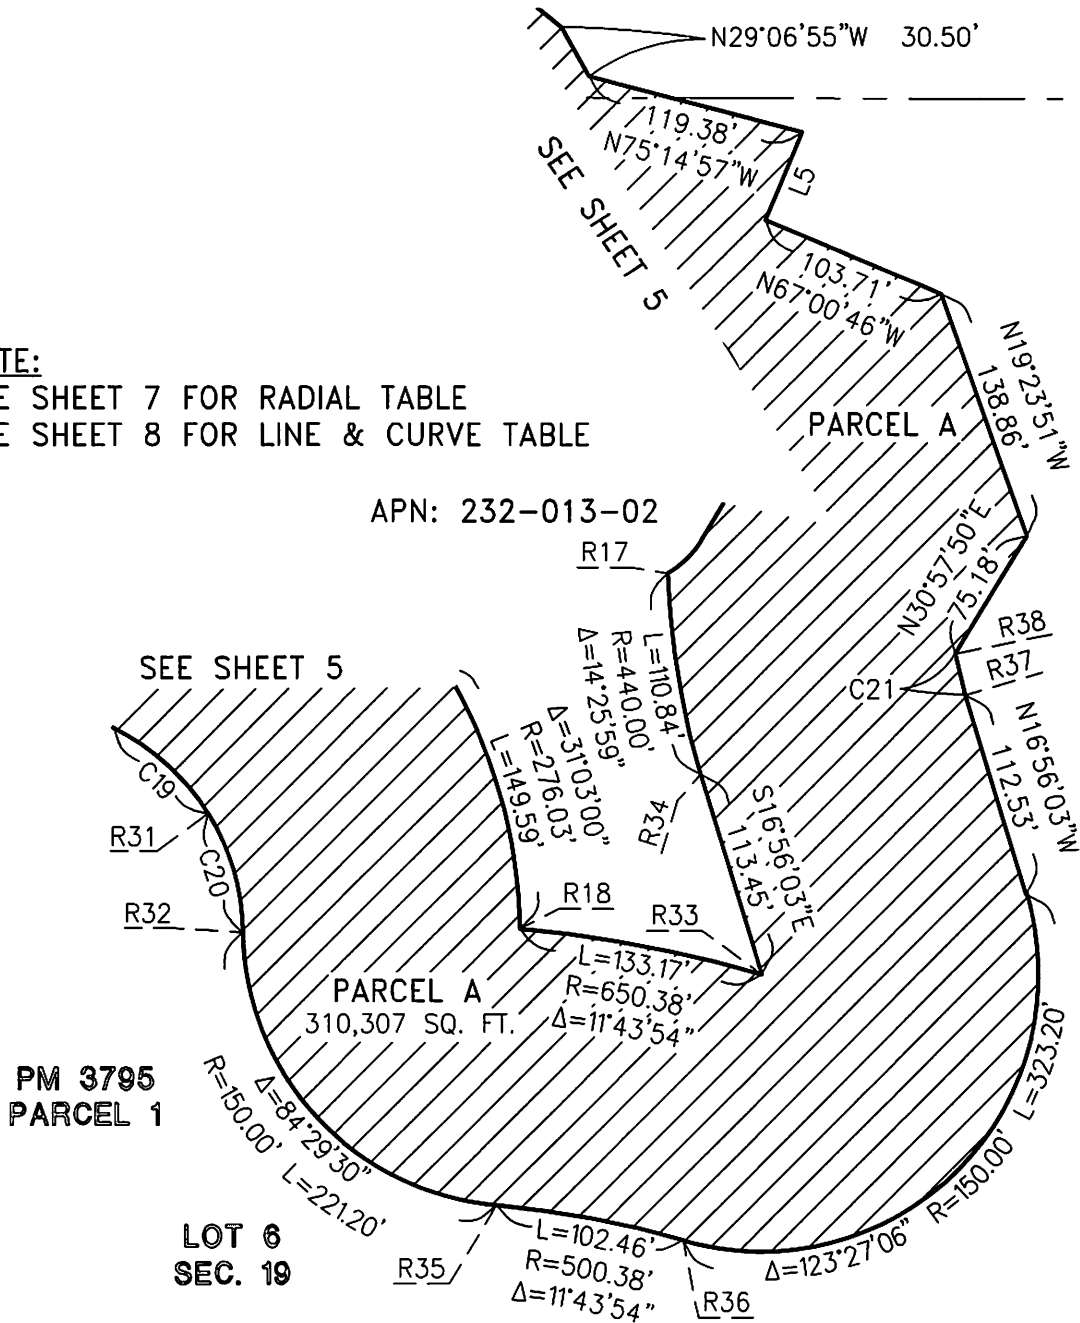 N29°06'55"W 30.50'
119.38'
N75°14'57"W
L5
SEE SHEET 5
103.71'
N67°00'46"W
N19°23'51"W
138.86'
TE:
E SHEET 7 FOR RADIAL TABLE
E SHEET 8 FOR LINE & CURVE TABLE
PARCEL A
APN: 232-013-02
R17
N30°57'50"E
75.18'
R38
R37
C21
SEE SHEET 5
L=110.84'
R=440.00'
Δ=14°25'59"
Δ=31°03'00"
R=276.03'
L=149.59'
N16°56'03"W
112.53'
C19
R34
S16°56'03"E
113.45'
R31
C20
R32
R18
R33
L=133.17'
R=650.38'
Δ=11°43'54"
PARCEL A
310,307 SQ. FT.
PM 3795
PARCEL 1
Δ=84°29'30"
R=150.00' L=221.20'
L=323.20'
R=150.00'
Δ=123°27'06"
LOT 6
SEC. 19
R35
L=102.46'
R=500.38'
Δ=11°43'54"
R36